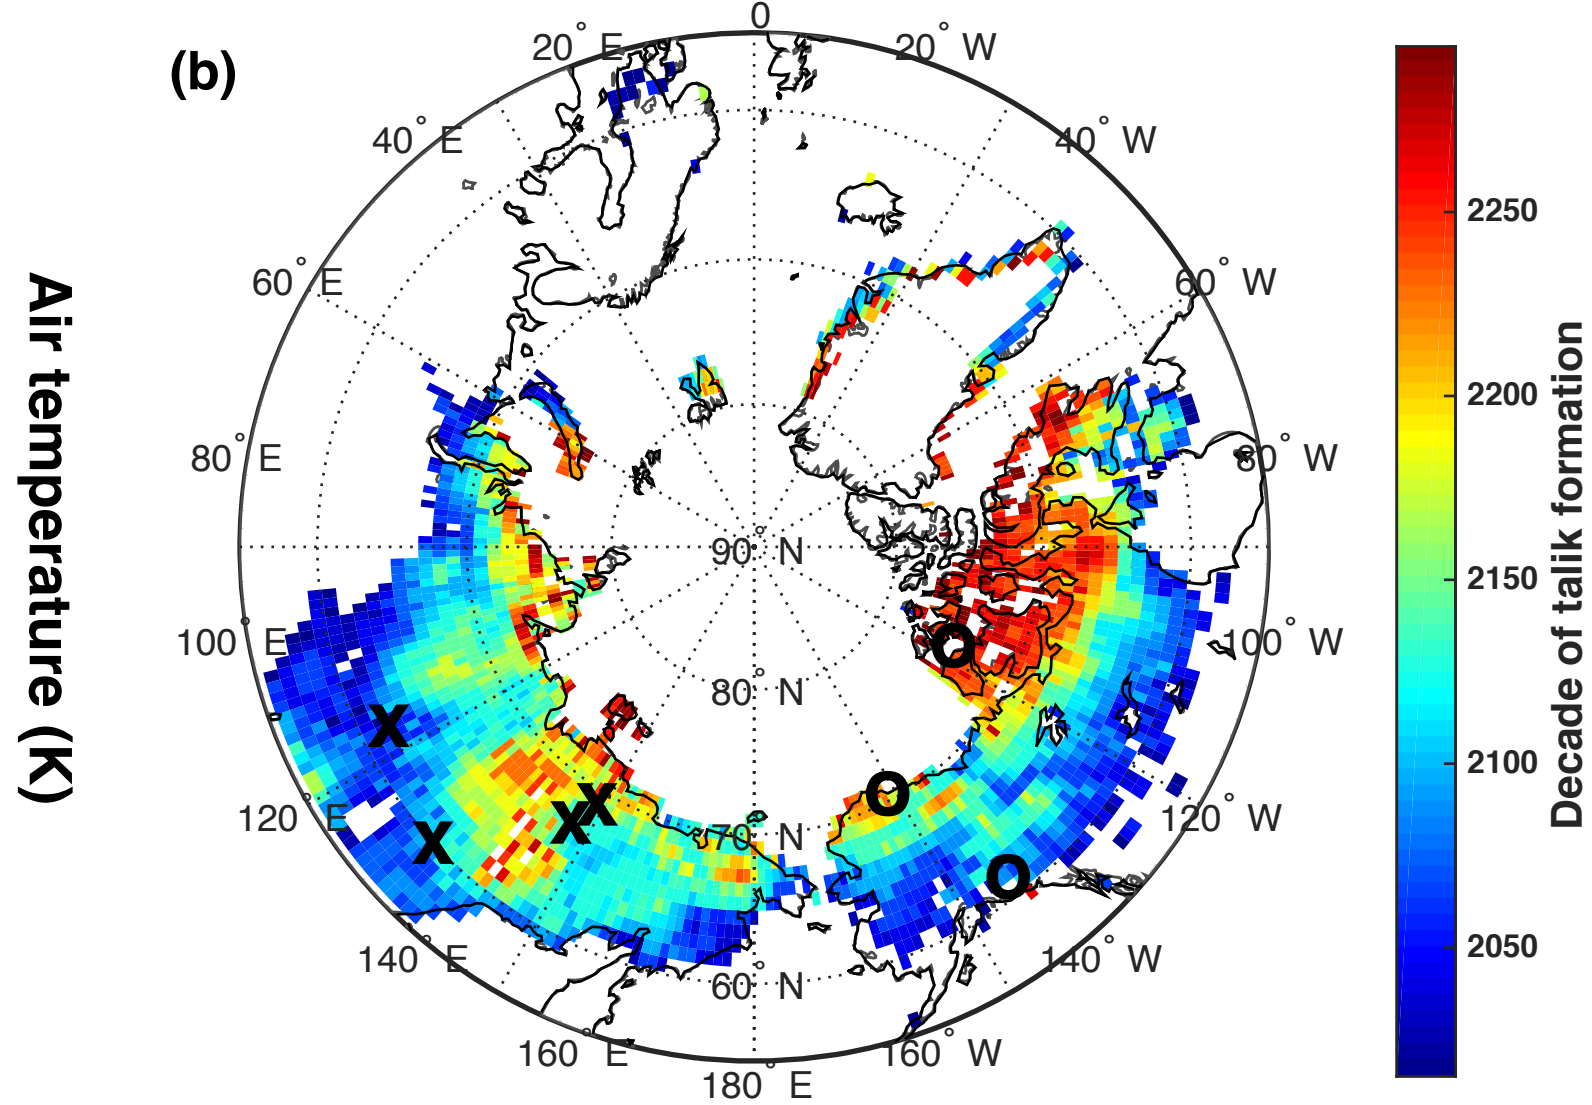 (b)
0
20° E
20° W
40° E
40° W
60° E
60° W
80° E
80° W
100° E
100° W
120° E
120° W
140° E
140° W
160° E
160° W
180° E
90° N
80° N
70° N
60° N
X
X
X
X
O
O
O
Air temperature (K)
2250
2200
2150
2100
2050
Decade of talik formation